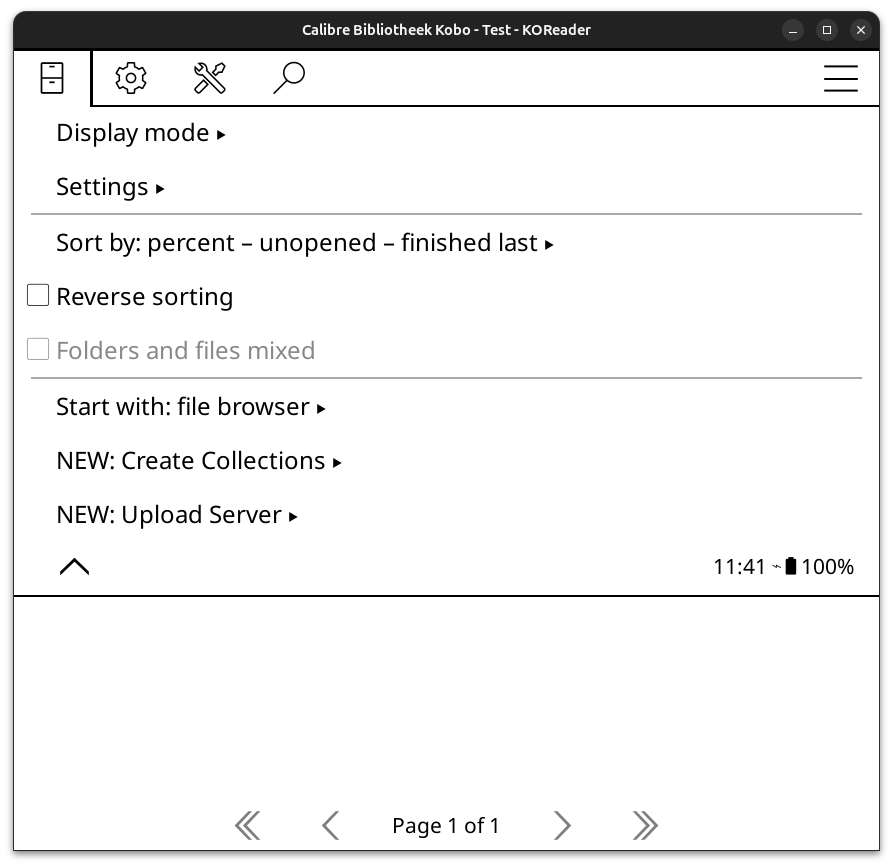 Calibre Bibliotheek Kobo - Test - KOReader
Display mode ▸
Settings ▸
Sort by: percent – unopened – finished last ▸
Reverse sorting
Folders and files mixed
Start with: file browser ▸
NEW: Create Collections ▸
NEW: Upload Server ▸
11:41 100%
Page 1 of 1